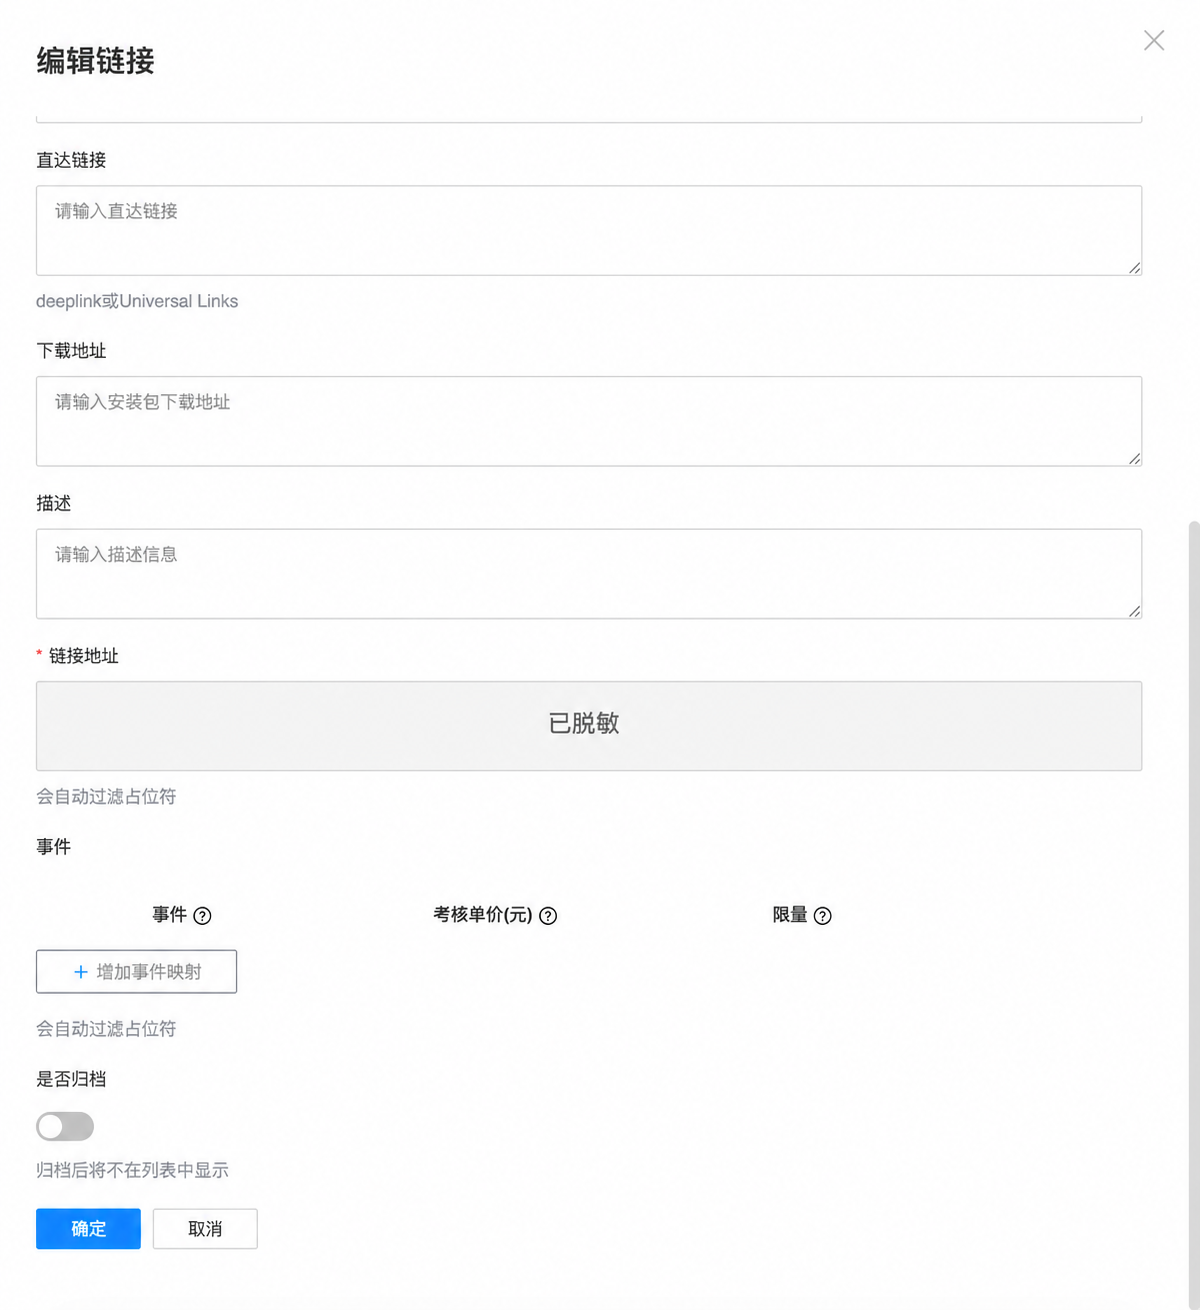 编辑链接
直达链接
请输入直达链接
deeplink或Universal Links
下载地址
请输入安装包下载地址
描述
请输入描述信息
* 链接地址
已脱敏
会自动过滤占位符
事件
事件 ? 考核单价(元) ? 限量 ?
+ 增加事件映射
会自动过滤占位符
是否归档
归档后将不在列表中显示
确定 取消